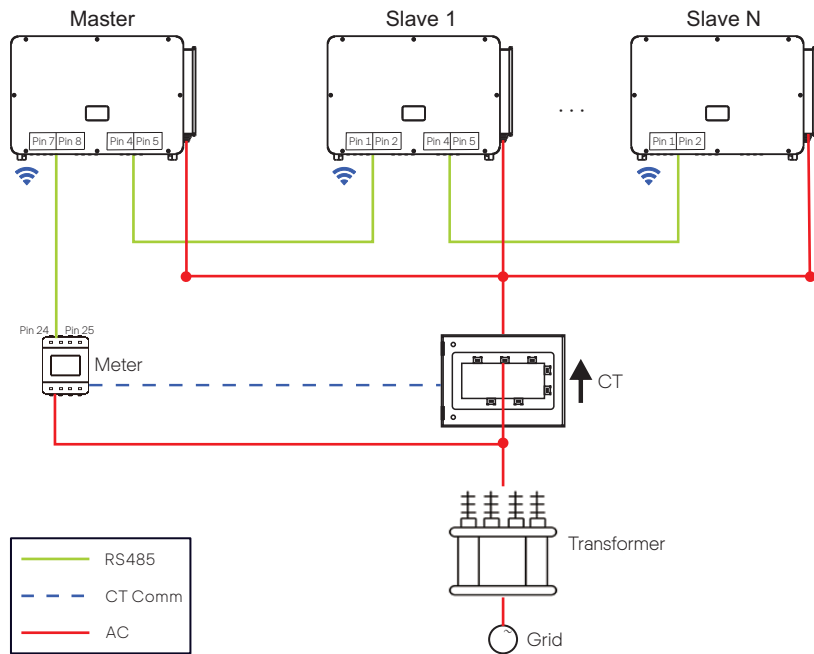 Master
Slave 1
Slave N
. . .
Pin 7 Pin 8
Pin 4 Pin 5
Pin 1 Pin 2
Pin 4 Pin 5
Pin 1 Pin 2
Pin 24 Pin 25
Meter
CT
Transformer
RS485
CT Comm
AC
~
Grid